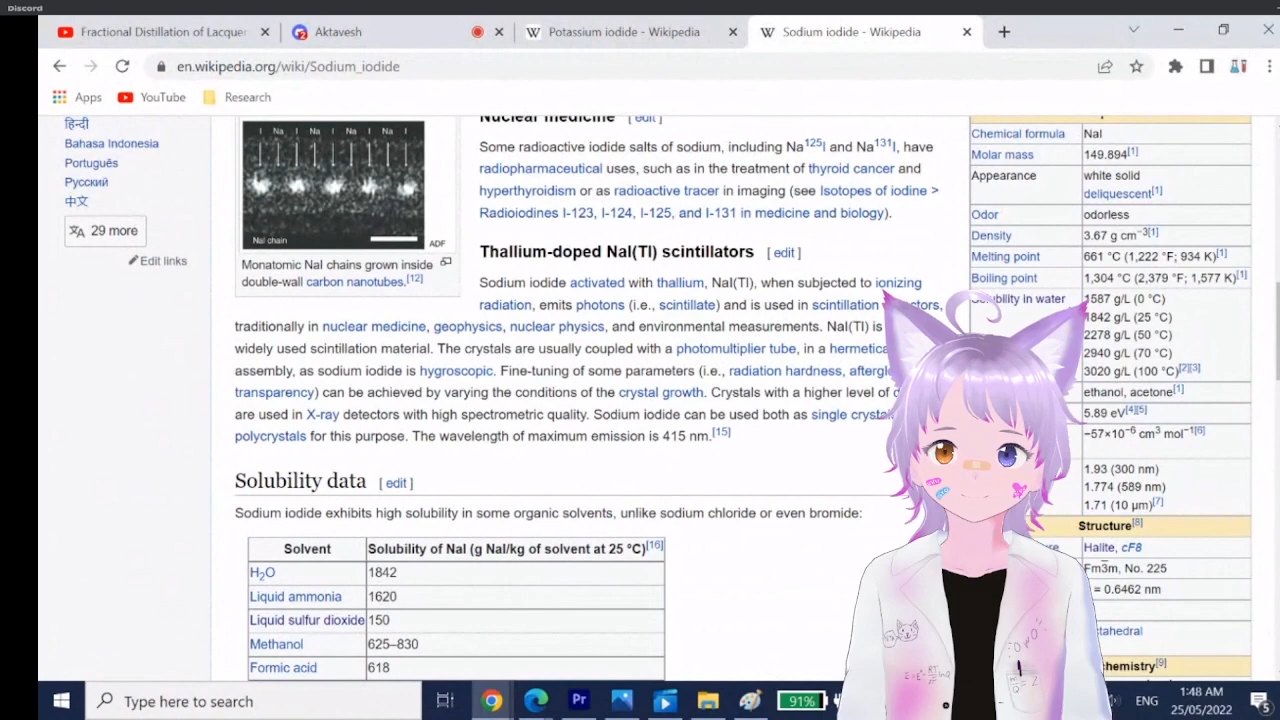 Discord
Fractional Distillation of Lacquer
Aktavesh
Potassium iodide - Wikipedia
Sodium iodide - Wikipedia
en.wikipedia.org/wiki/Sodium_iodide
Apps YouTube Research
हिन्दी
Bahasa Indonesia
Português
Русский
中文
29 more
Edit links
I Na I Na I Na I Na I Na I
NaI chain
ADF
Monatomic NaI chains grown inside
double-wall carbon nanotubes.[12]
Nuclear medicine [ edit ]
Some radioactive iodide salts of sodium, including Na125I and Na131I, have
radiopharmaceutical uses, such as in the treatment of thyroid cancer and
hyperthyroidism or as radioactive tracer in imaging (see Isotopes of iodine >
Radioiodines I-123, I-124, I-125, and I-131 in medicine and biology).
Thallium-doped NaI(Tl) scintillators [ edit ]
Sodium iodide activated with thallium, NaI(Tl), when subjected to ionizing
radiation, emits photons (i.e., scintillate) and is used in scintillation
traditionally in nuclear medicine, geophysics, nuclear physics, and environmental measurements. NaI(Tl) is
widely used scintillation material. The crystals are usually coupled with a photomultiplier tube, in a
assembly, as sodium iodide is hygroscopic. Fine-tuning of some parameters (i.e., radiation hardness,
transparency) can be achieved by varying the conditions of the crystal growth. Crystals with a higher level of
are used in X-ray detectors with high spectrometric quality. Sodium iodide can be used both as single
polycrystals for this purpose. The wavelength of maximum emission is 415 nm.[15]
Solubility data [ edit ]
Sodium iodide exhibits high solubility in some organic solvents, unlike sodium chloride or even bromide:
Solvent Solubility of NaI (g NaI/kg of solvent at 25 °C)[16]
H2O 1842
Liquid ammonia 1620
Liquid sulfur dioxide 150
Methanol 625–830
Formic acid 618
Chemical formula NaI
Molar mass 149.894[1]
Appearance white solid
deliquescent[1]
Odor odorless
Density 3.67 g cm−3[1]
Melting point 661 °C (1,222 °F; 934 K)[1]
Boiling point 1,304 °C (2,379 °F; 1,577 K)[1]
Solubility in water 1587 g/L (0 °C)
1842 g/L (25 °C)
2278 g/L (50 °C)
2940 g/L (70 °C)
3020 g/L (100 °C)[2][3]
ethanol, acetone[1]
5.89 eV[4][5]
−57×10−6 cm3 mol−1[6]
1.93 (300 nm)
1.774 (589 nm)
1.71 (10 μm)[7]
Structure[8]
Halite, cF8
Fm3̅m, No. 225
= 0.6462 nm
Type here to search
91%
ENG
1:48 AM
25/05/2022
5